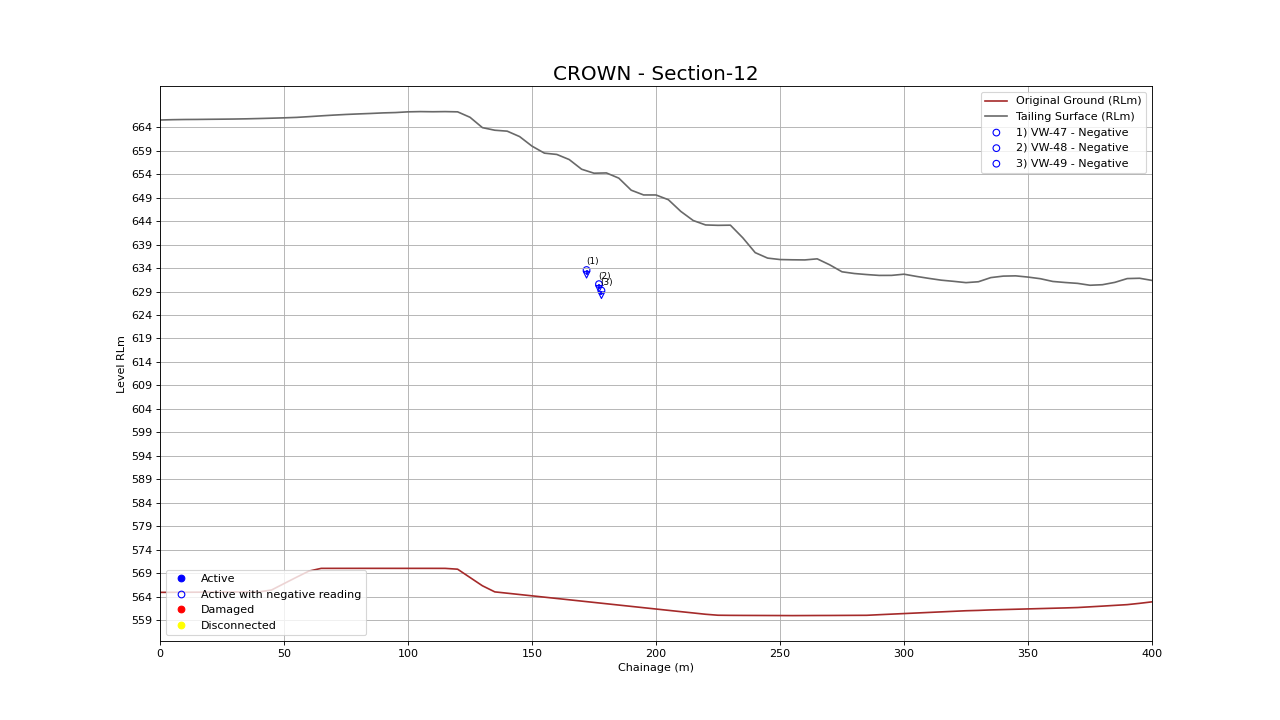 CROWN - Section-12
Original Ground (RLm)
Tailing Surface (RLm)
1) VW-47 - Negative
2) VW-48 - Negative
3) VW-49 - Negative
664
659
654
649
644
639
634
629
624
619
614
609
604
599
594
589
584
579
574
569
564
559
Level RLm
(1)
(2)
(3)
Active
Active with negative reading
Damaged
Disconnected
0 50 100 150 200 250 300 350 400
Chainage (m)